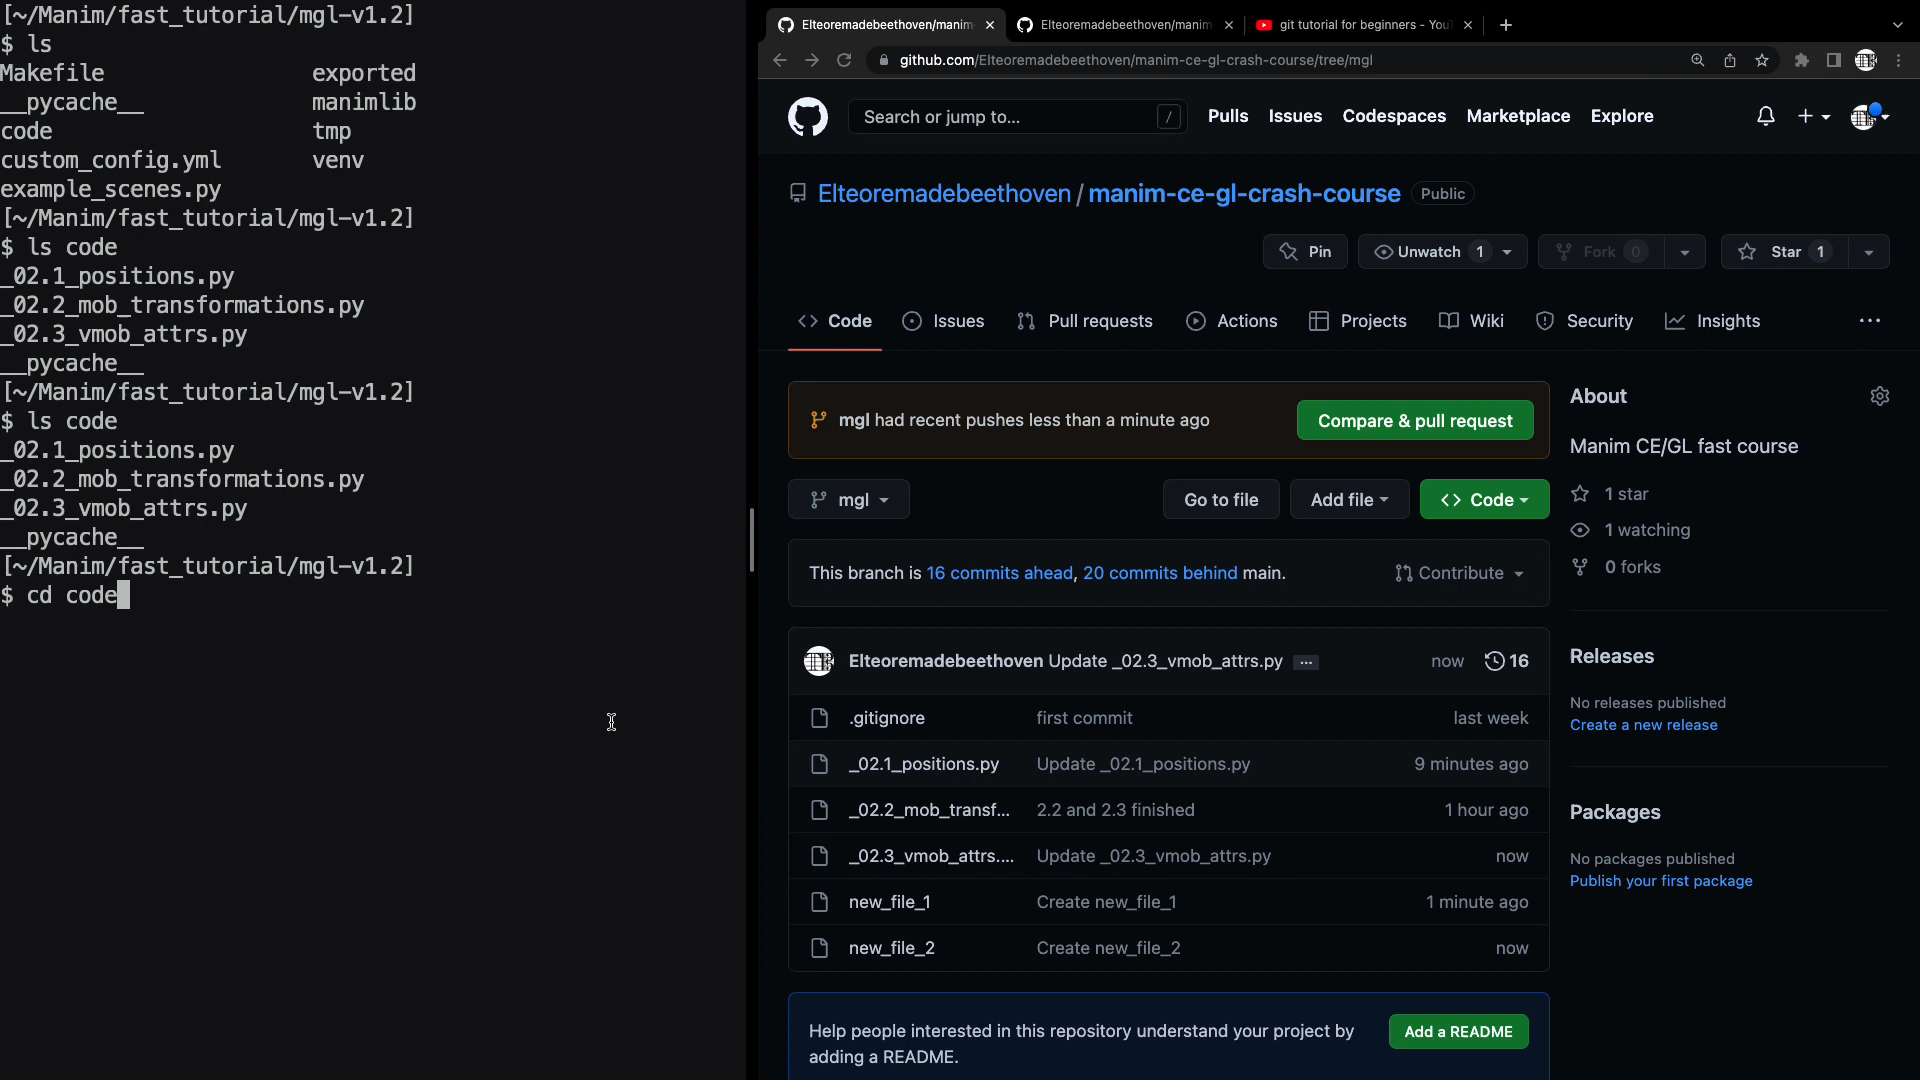 [~/Manim/fast_tutorial/mgl-v1.2]
$ ls
Makefile exported
__pycache__ manimlib
code tmp
custom_config.yml venv
example_scenes.py
[~/Manim/fast_tutorial/mgl-v1.2]
$ ls code
_02.1_positions.py
_02.2_mob_transformations.py
_02.3_vmob_attrs.py
__pycache__
[~/Manim/fast_tutorial/mgl-v1.2]
$ ls code
_02.1_positions.py
_02.2_mob_transformations.py
_02.3_vmob_attrs.py
__pycache__
[~/Manim/fast_tutorial/mgl-v1.2]
$ cd code
Elteoremadebeethoven/manim- Elteoremadebeethoven/manim- git tutorial for beginners - You
github.com/Elteoremadebeethoven/manim-ce-gl-crash-course/tree/mgl
Search or jump to... / Pulls Issues Codespaces Marketplace Explore
Elteoremadebeethoven / manim-ce-gl-crash-course Public
Pin Unwatch 1 Fork 0 Star 1
Code Issues Pull requests Actions Projects Wiki Security Insights
mgl had recent pushes less than a minute ago Compare & pull request
mgl Go to file Add file Code
This branch is 16 commits ahead, 20 commits behind main. Contribute
Elteoremadebeethoven Update _02.3_vmob_attrs.py ... now 16
.gitignore first commit last week
_02.1_positions.py Update _02.1_positions.py 9 minutes ago
_02.2_mob_transf... 2.2 and 2.3 finished 1 hour ago
_02.3_vmob_attrs.... Update _02.3_vmob_attrs.py now
new_file_1 Create new_file_1 1 minute ago
new_file_2 Create new_file_2 now
Help people interested in this repository understand your project by
adding a README.
Add a README
About
Manim CE/GL fast course
1 star
1 watching
0 forks
Releases
No releases published
Create a new release
Packages
No packages published
Publish your first package